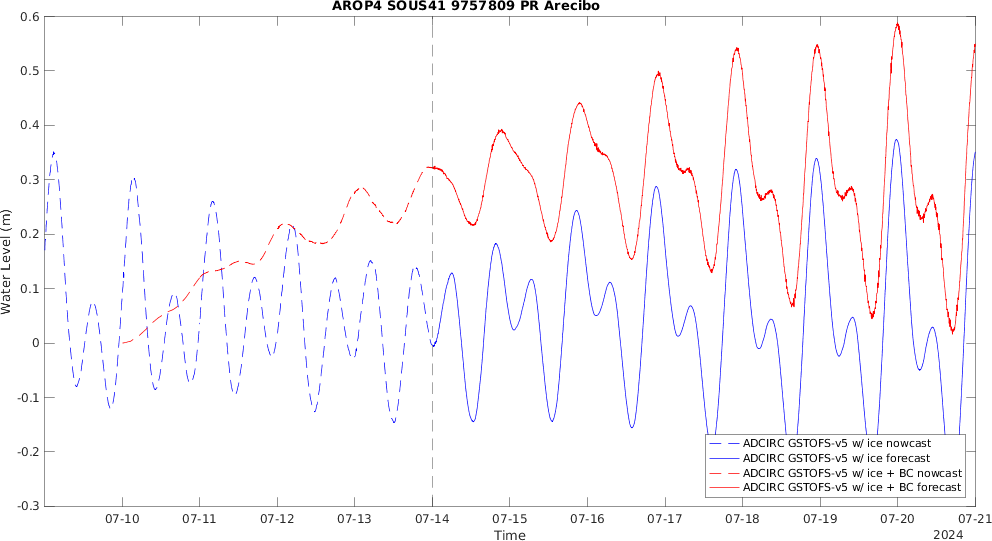 AROP4 SOUS41 9757809 PR Arecibo
0.6
0.5
0.4
0.3
0.2
0.1
0
-0.1
-0.2
-0.3
Water Level (m)
ADCIRC GSTOFS-v5 w/ ice nowcast
ADCIRC GSTOFS-v5 w/ ice forecast
ADCIRC GSTOFS-v5 w/ ice + BC nowcast
ADCIRC GSTOFS-v5 w/ ice + BC forecast
07-10 07-11 07-12 07-13 07-14 07-15 07-16 07-17 07-18 07-19 07-20 07-21
Time
2024